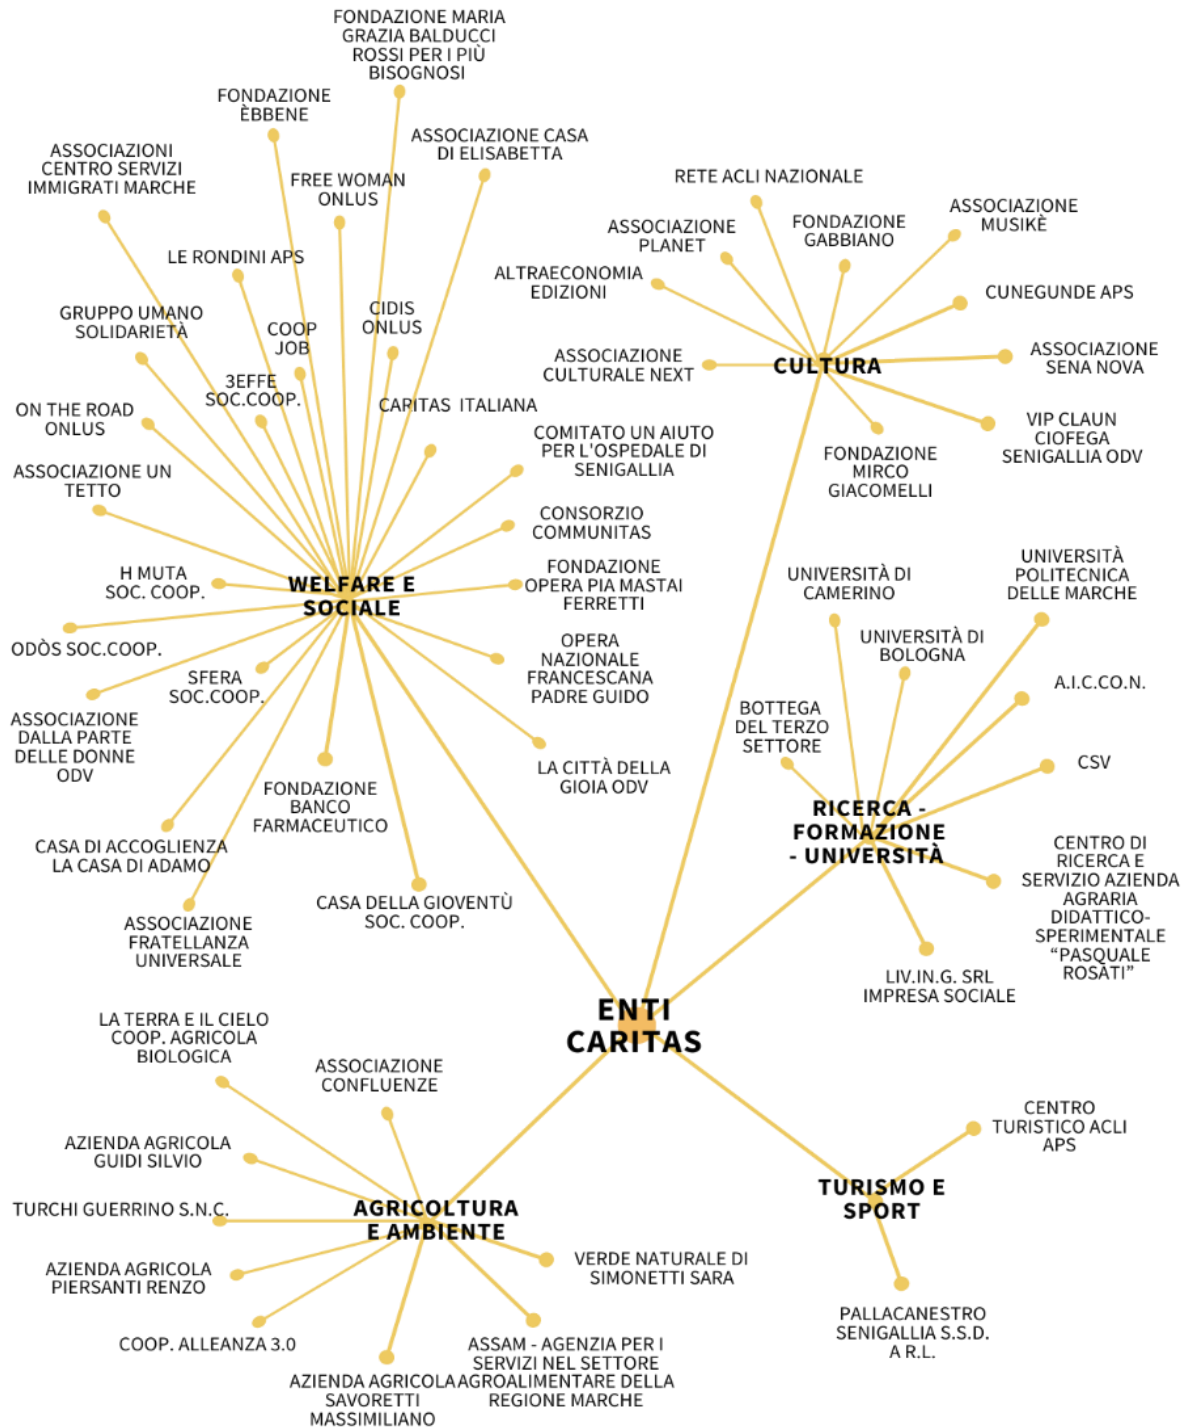 FONDAZIONE MARIA
GRAZIA BALDUCCI
ROSSI PER I PIÙ
BISOGNOSI
FONDAZIONE
ÈBBENE
ASSOCIAZIONE CASA
DI ELISABETTA
ASSOCIAZIONI
CENTRO SERVIZI
IMMIGRATI MARCHE
FREE WOMAN
ONLUS
LE RONDINI APS
GRUPPO UMANO
SOLIDARIETÀ
COOP
JOB
CIDIS
ONLUS
3EFFE
SOC.COOP.
CARITAS ITALIANA
ON THE ROAD
ONLUS
COMITATO UN AIUTO
PER L'OSPEDALE DI
SENIGALLIA
ASSOCIAZIONE UN
TETTO
CONSORZIO
COMMUNITAS
H MUTA
SOC. COOP.
WELFARE E
SOCIALE
FONDAZIONE
OPERA PIA MASTAI
FERRETTI
ODÒS SOC.COOP.
SFERA
SOC.COOP.
OPERA
NAZIONALE
FRANCESCANA
PADRE GUIDO
ASSOCIAZIONE
DALLA PARTE
DELLE DONNE
ODV
FONDAZIONE
BANCO
FARMACEUTICO
LA CITTÀ DELLA
GIOIA ODV
CASA DI ACCOGLIENZA
LA CASA DI ADAMO
CASA DELLA GIOVENTÙ
SOC. COOP.
ASSOCIAZIONE
FRATELLANZA
UNIVERSALE
RETE ACLI NAZIONALE
ASSOCIAZIONE
PLANET
FONDAZIONE
GABBIANO
ASSOCIAZIONE
MUSIKÈ
ALTRAECONOMIA
EDIZIONI
CUNEGUNDE APS
ASSOCIAZIONE
CULTURALE NEXT
CULTURA
ASSOCIAZIONE
SENA NOVA
FONDAZIONE
MIRCO
GIACOMELLI
VIP CLAUN
CIOFEGA
SENIGALLIA ODV
UNIVERSITÀ DI
CAMERINO
UNIVERSITÀ
POLITECNICA
DELLE MARCHE
UNIVERSITÀ DI
BOLOGNA
A.I.C.CO.N.
BOTTEGA
DEL TERZO
SETTORE
CSV
RICERCA -
FORMAZIONE
- UNIVERSITÀ
CENTRO DI
RICERCA E
SERVIZIO AZIENDA
AGRARIA
DIDATTICO-
SPERIMENTALE
“PASQUALE
ROSATI”
LIV.IN.G. SRL
IMPRESA SOCIALE
ENTI
CARITAS
LA TERRA E IL CIELO
COOP. AGRICOLA
BIOLOGICA
ASSOCIAZIONE
CONFLUENZE
AZIENDA AGRICOLA
GUIDI SILVIO
TURCHI GUERRINO S.N.C.
AGRICOLTURA
E AMBIENTE
AZIENDA AGRICOLA
PIERSANTI RENZO
VERDE NATURALE DI
SIMONETTI SARA
COOP. ALLEANZA 3.0
AZIENDA AGRICOLA
SAVORETTI
MASSIMILIANO
ASSAM - AGENZIA PER I
SERVIZI NEL SETTORE
AGROALIMENTARE DELLA
REGIONE MARCHE
CENTRO
TURISTICO ACLI
APS
TURISMO E
SPORT
PALLACANESTRO
SENIGALLIA S.S.D.
A R.L.